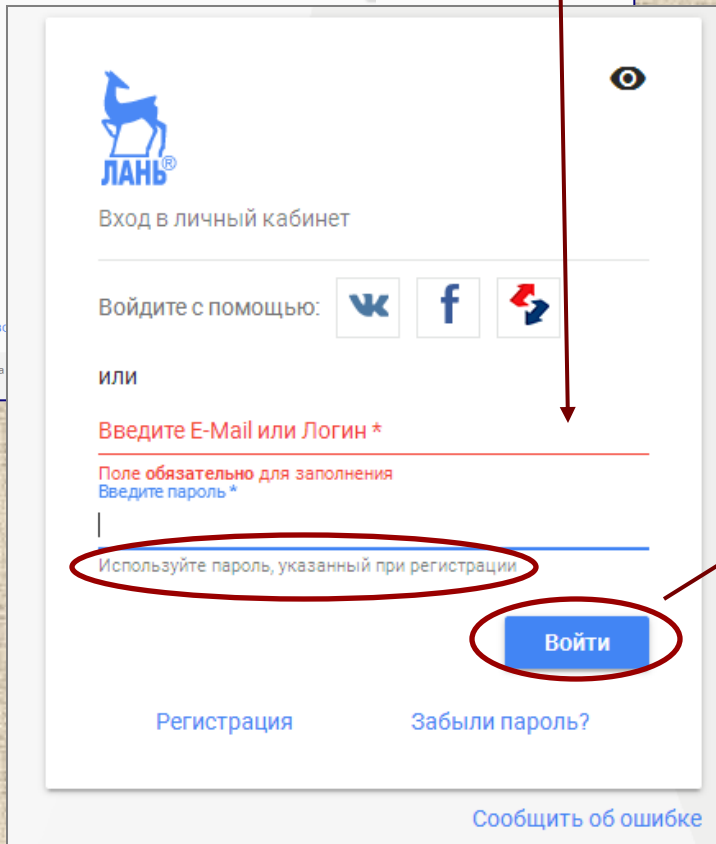 ЛАНЬ®
Вход в личный кабинет
Войдите с помощью:
или
Введите E-Mail или Логин *
Поле обязательно для заполнения
Введите пароль *
Используйте пароль, указанный при регистрации
Войти
Регистрация Забыли пароль?
Сообщить об ошибке